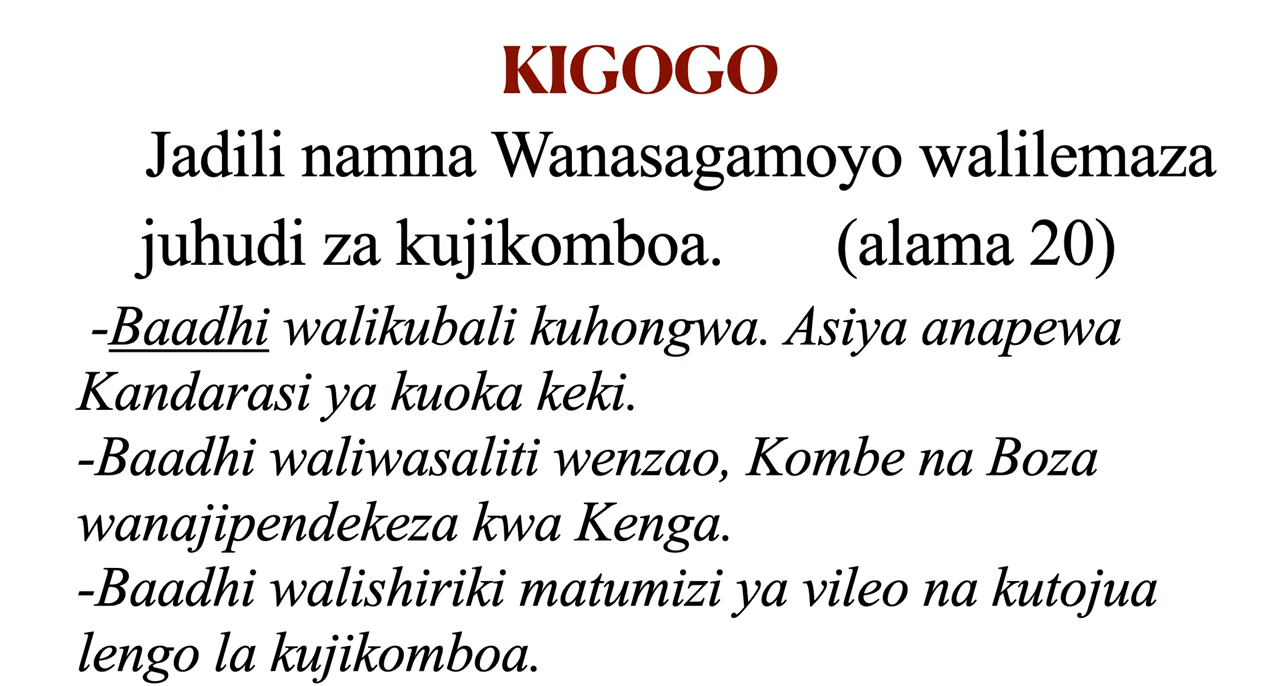 KIGOGO
Jadili namna Wanasagamoyo walilemaza
juhudi za kujikomboa. (alama 20)
-Baadhi walikubali kuhongwa. Asiya anapewa
Kandarasi ya kuoka keki.
-Baadhi waliwasaliti wenzao, Kombe na Boza
wanajipendekeza kwa Kenga.
-Baadhi walishiriki matumizi ya vileo na kutojua
lengo la kujikomboa.